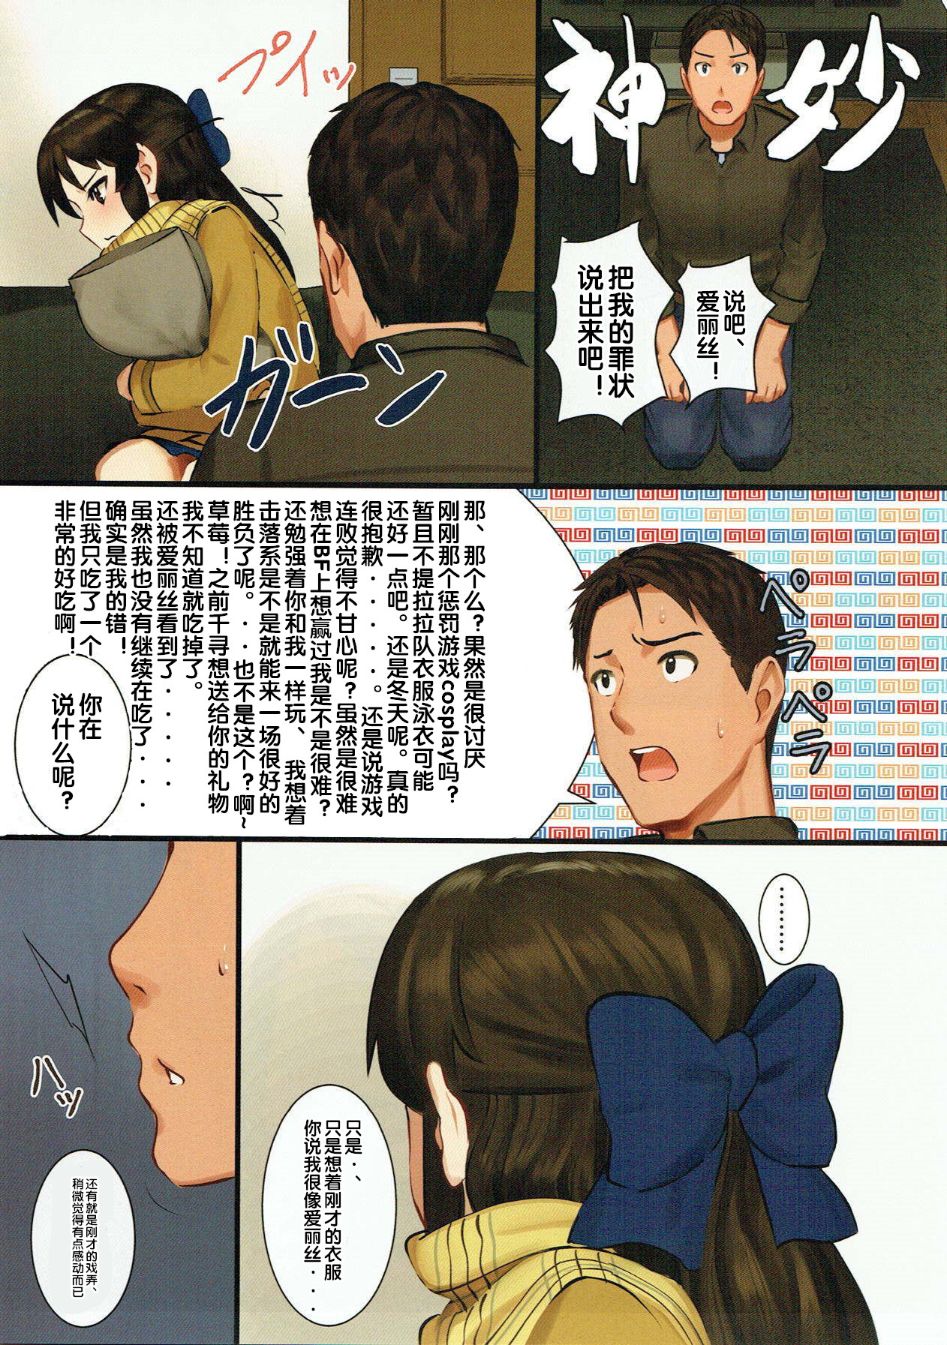 神妙
说吧、
爱丽丝！
把我的罪状
说出来吧！
プイッ
ガーン
那、那个么？果然是很讨厌
刚刚那个惩罚游戏cosplay吗？
暂且不提拉拉队衣服泳衣可能
还好一点吧。还是冬天呢。真的
很抱歉......。还是说游戏
连败觉得不甘心呢？虽然是很难
想在BF上想赢过我是不是很难？
还勉强着你和我一样玩、我想着
击落系是不是就能来一场很好的
胜负了呢。...也不是这个？啊~
草莓！之前千寻想送给你的礼物
我不知道就吃掉了。
还被爱丽丝看到了.....
虽然我也没有继续在吃了....
确实是我的错！
但我只吃了一个
非常的好吃啊！
你在
说什么呢？
ペラペラ
.........
只是..、
只是想着刚才的衣服
你说我很像爱丽丝....
ハッ
还有就是刚才的戏弄、
稍微觉得有点感动而已